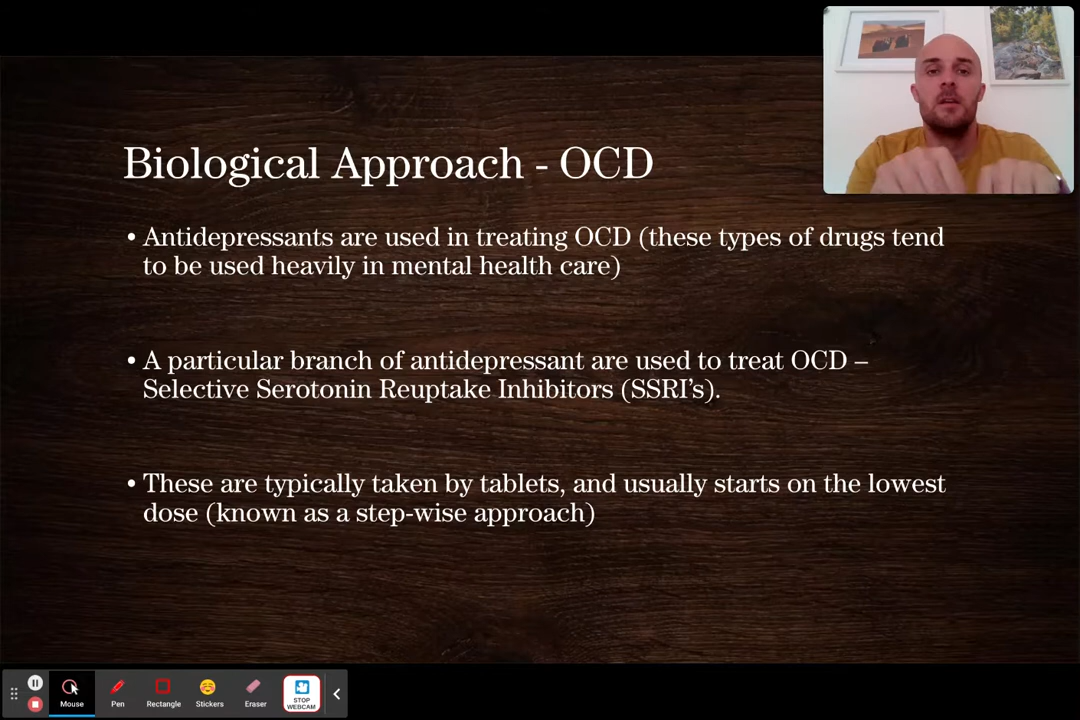 Biological Approach - OCD
• Antidepressants are used in treating OCD (these types of drugs tend
to be used heavily in mental health care)
• A particular branch of antidepressant are used to treat OCD –
Selective Serotonin Reuptake Inhibitors (SSRI's).
• These are typically taken by tablets, and usually starts on the lowest
dose (known as a step-wise approach)
Mouse
Pen
Rectangle
Stickers
Eraser
STOP
WEBCAM